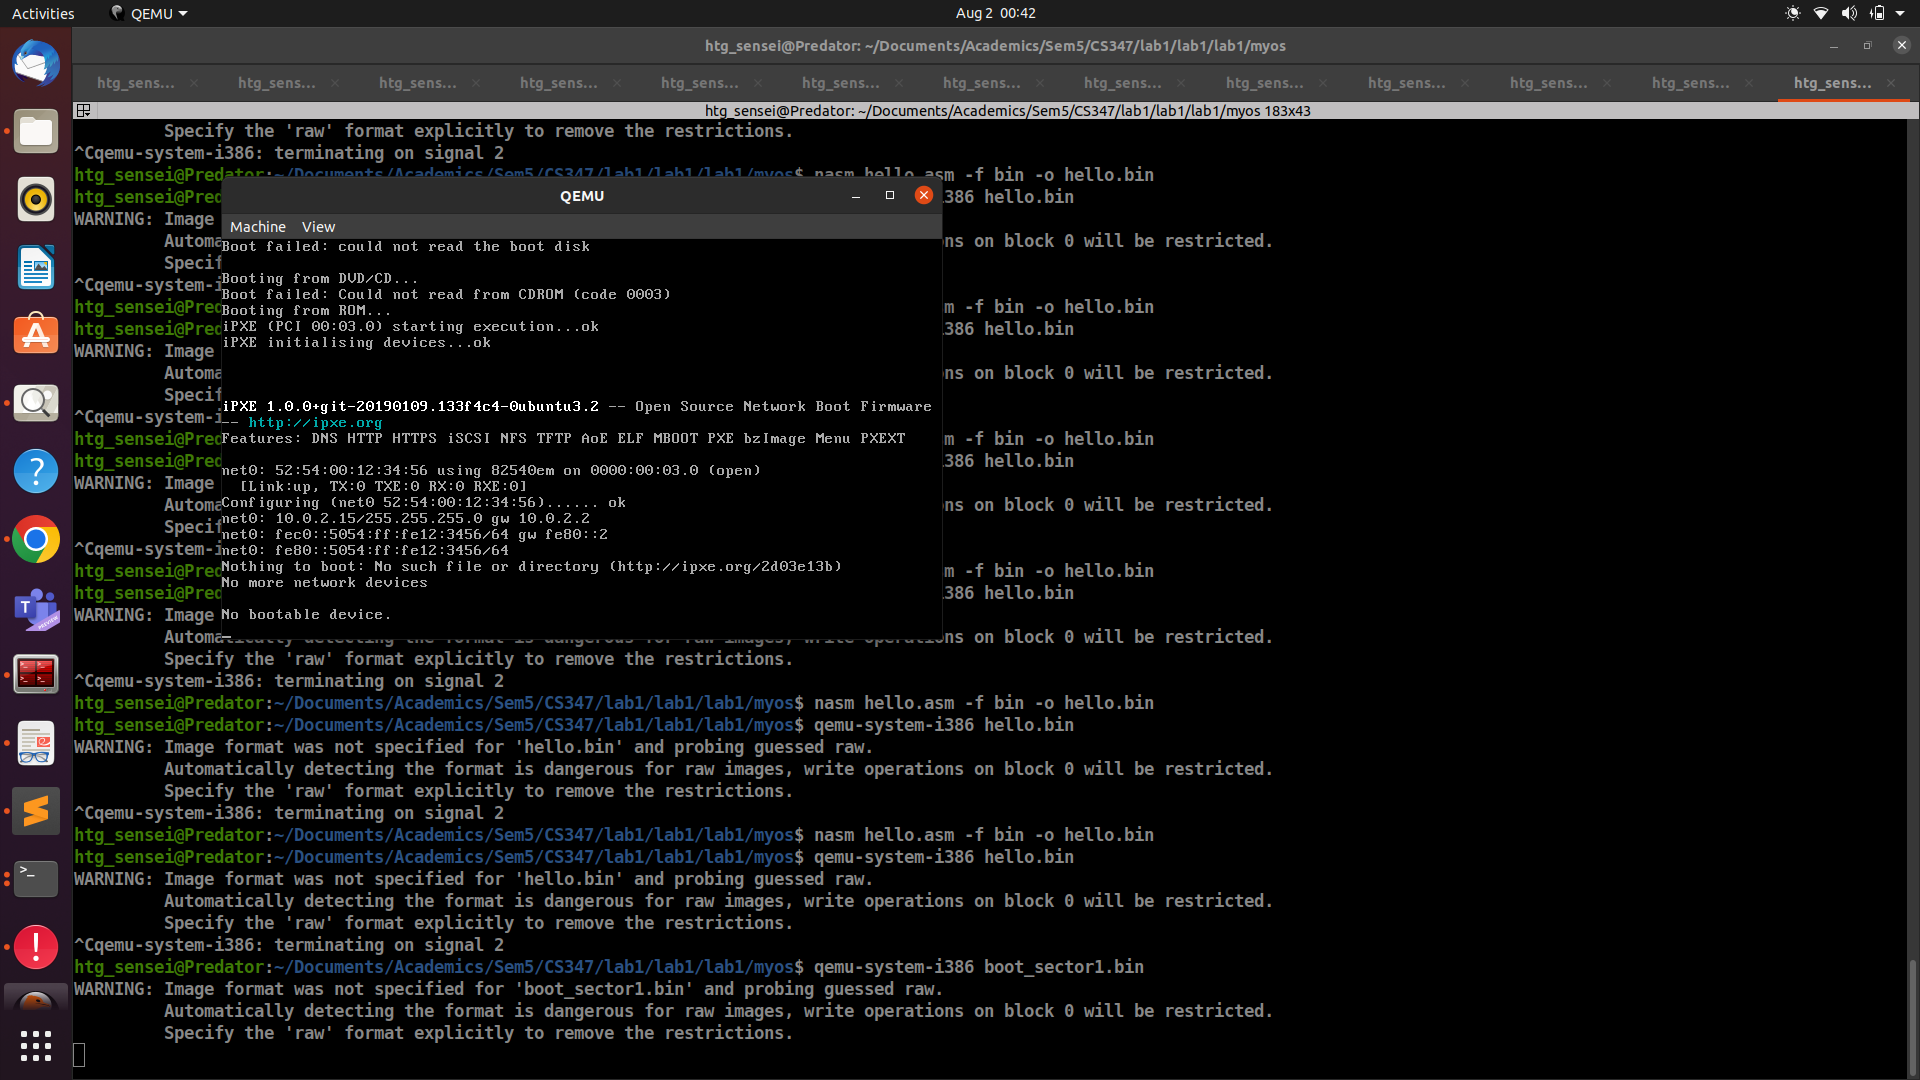 Activities
QEMU
Aug 2 00:42
htg_sensei@Predator: ~/Documents/Academics/Sem5/CS347/lab1/lab1/lab1/myos
htg_sens... htg_sens... htg_sens... htg_sens... htg_sens... htg_sens... htg_sens... htg_sens... htg_sens... htg_sens... htg_sens... htg_sens... htg_sens...
htg_sensei@Predator: ~/Documents/Academics/Sem5/CS347/lab1/lab1/lab1/myos 183x43
Specify the 'raw' format explicitly to remove the restrictions.
^Cqemu-system-i386: terminating on signal 2
htg_sensei@Predator:~/Documents/Academics/Sem5/CS347/lab1/lab1/lab1/myos$ nasm hello.asm -f bin -o hello.bin
htg_sensei@Pred
386 hello.bin
WARNING: Image
Automa
ns on block 0 will be restricted.
Specif
^Cqemu-system-i
htg_sensei@Pred
m -f bin -o hello.bin
htg_sensei@Pred
386 hello.bin
WARNING: Image
Automa
ns on block 0 will be restricted.
Specif
^Cqemu-system-i
htg_sensei@Pred
m -f bin -o hello.bin
htg_sensei@Pred
386 hello.bin
WARNING: Image
Automa
ns on block 0 will be restricted.
Specif
^Cqemu-system-i
htg_sensei@Pred
m -f bin -o hello.bin
htg_sensei@Pred
386 hello.bin
WARNING: Image
QEMU
Machine View
Boot failed: could not read the boot disk
Booting from DVD/CD...
Boot failed: Could not read from CDROM (code 0003)
Booting from ROM...
iPXE (PCI 00:03.0) starting execution...ok
iPXE initialising devices...ok
iPXE 1.0.0+git-20190109.133f4c4-0ubuntu3.2 -- Open Source Network Boot Firmware
-- http://ipxe.org
Features: DNS HTTP HTTPS iSCSI NFS TFTP AoE ELF MBOOT PXE bzImage Menu PXEXT
net0: 52:54:00:12:34:56 using 82540em on 0000:00:03.0 (open)
[Link:up, TX:0 TXE:0 RX:0 RXE:0]
Configuring (net0 52:54:00:12:34:56)...... ok
net0: 10.0.2.15/255.255.255.0 gw 10.0.2.2
net0: fec0::5054:ff:fe12:3456/64 gw fe80::2
net0: fe80::5054:ff:fe12:3456/64
Nothing to boot: No such file or directory (http://ipxe.org/2d03e13b)
No more network devices
No bootable device.
Automatically detecting the format is dangerous for raw images, write operations on block 0 will be restricted.
Specify the 'raw' format explicitly to remove the restrictions.
^Cqemu-system-i386: terminating on signal 2
htg_sensei@Predator:~/Documents/Academics/Sem5/CS347/lab1/lab1/lab1/myos$ nasm hello.asm -f bin -o hello.bin
htg_sensei@Predator:~/Documents/Academics/Sem5/CS347/lab1/lab1/lab1/myos$ qemu-system-i386 hello.bin
WARNING: Image format was not specified for 'hello.bin' and probing guessed raw.
Automatically detecting the format is dangerous for raw images, write operations on block 0 will be restricted.
Specify the 'raw' format explicitly to remove the restrictions.
^Cqemu-system-i386: terminating on signal 2
htg_sensei@Predator:~/Documents/Academics/Sem5/CS347/lab1/lab1/lab1/myos$ nasm hello.asm -f bin -o hello.bin
htg_sensei@Predator:~/Documents/Academics/Sem5/CS347/lab1/lab1/lab1/myos$ qemu-system-i386 hello.bin
WARNING: Image format was not specified for 'hello.bin' and probing guessed raw.
Automatically detecting the format is dangerous for raw images, write operations on block 0 will be restricted.
Specify the 'raw' format explicitly to remove the restrictions.
^Cqemu-system-i386: terminating on signal 2
htg_sensei@Predator:~/Documents/Academics/Sem5/CS347/lab1/lab1/lab1/myos$ qemu-system-i386 boot_sector1.bin
WARNING: Image format was not specified for 'boot_sector1.bin' and probing guessed raw.
Automatically detecting the format is dangerous for raw images, write operations on block 0 will be restricted.
Specify the 'raw' format explicitly to remove the restrictions.